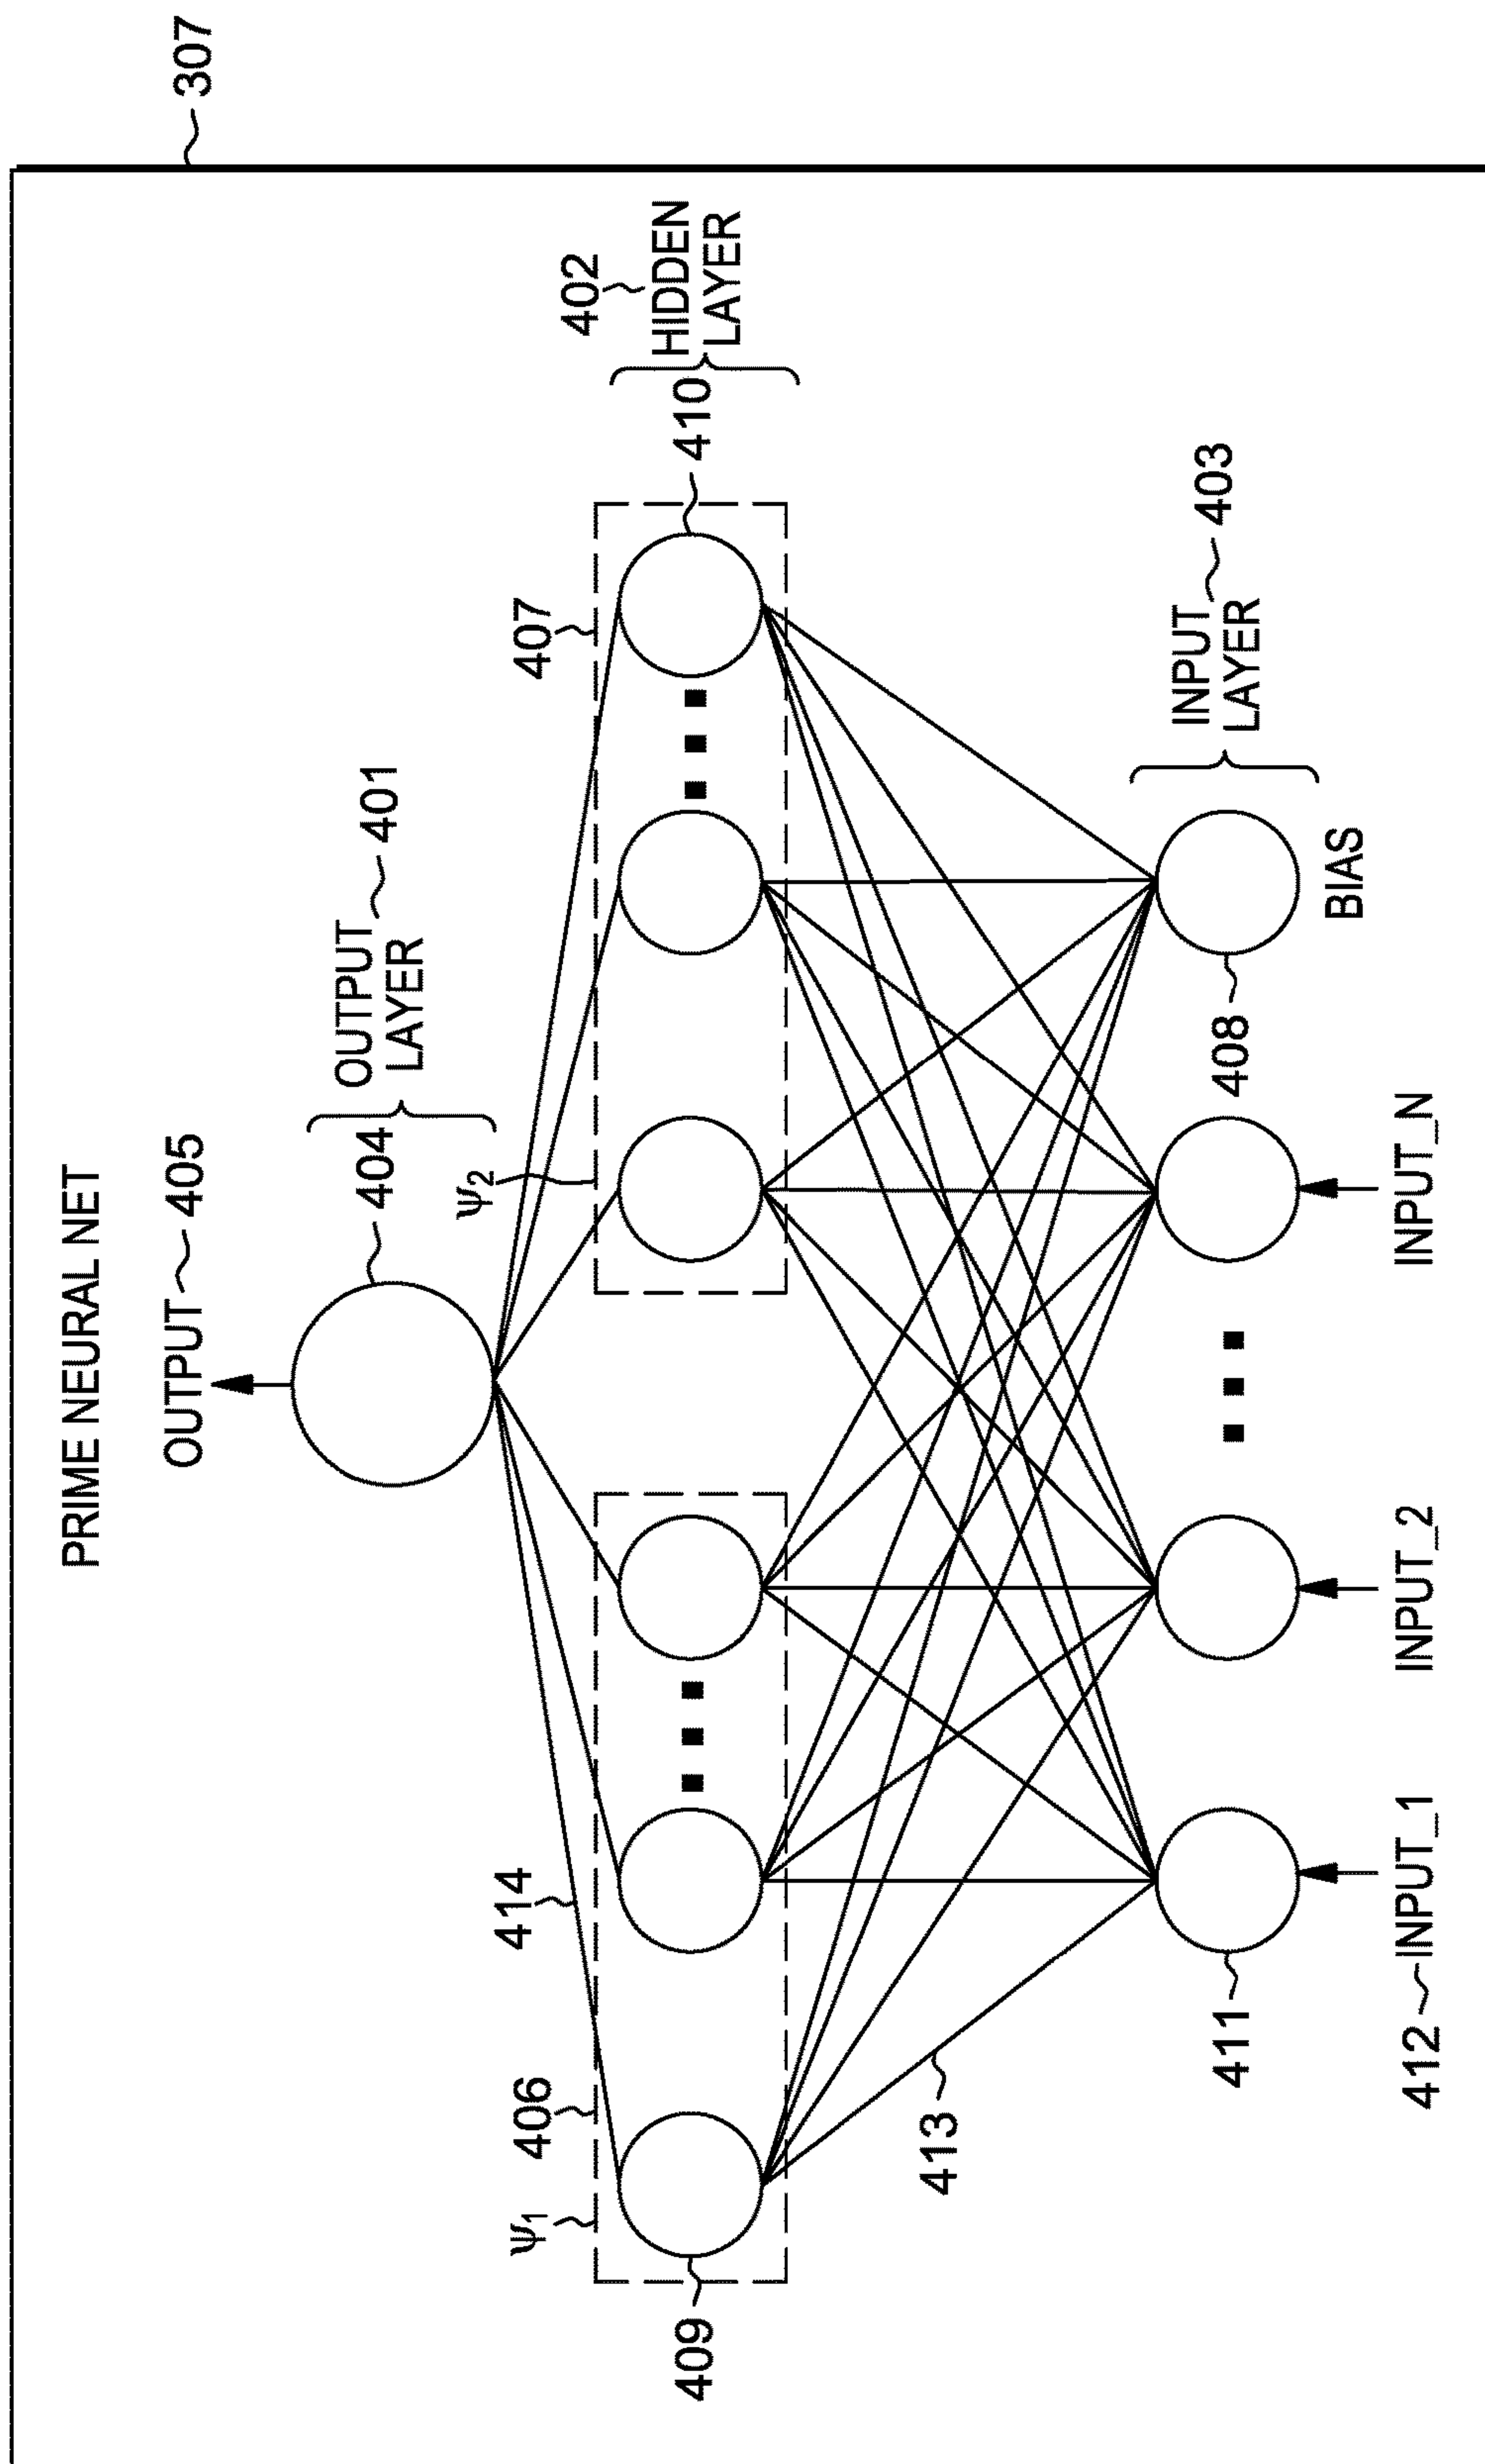 PRIME NEURAL NET
307
OUTPUT 405
404
OUTPUT
LAYER
401
ψ1
406
414
ψ2
407
402
HIDDEN
LAYER
409
410
413
INPUT
LAYER
403
411
408
BIAS
412 INPUT_1
INPUT_2
INPUT_N